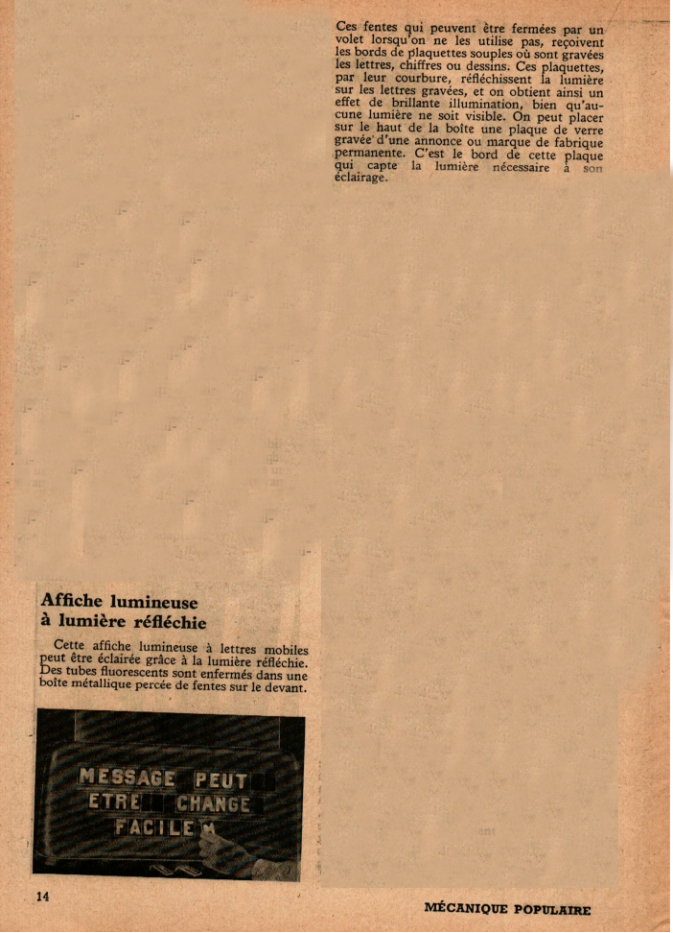 Affiche lumineuse
à lumière réfléchie
Cette affiche lumineuse à lettres mobiles
peut être éclairée grâce à la lumière réfléchie.
Des tubes fluorescents sont enfermés dans une
boîte métallique percée de fentes sur le devant.
MESSAGE PEUT
ETRE CHANGE
FACILE
Ces fentes qui peuvent être fermées par un
volet lorsqu'on ne les utilise pas, reçoivent
les bords de plaquettes souples où sont gravées
les lettres, chiffres ou dessins. Ces plaquettes,
par leur courbure, réfléchissent la lumière
sur les lettres gravées, et on obtient ainsi un
effet de brillante illumination, bien qu'au-
cune lumière ne soit visible. On peut placer
sur le haut de la boîte une plaque de verre
gravée d'une annonce ou marque de fabrique
permanente. C'est le bord de cette plaque
qui capte la lumière nécessaire à son
éclairage.
14
MÉCANIQUE POPULAIRE